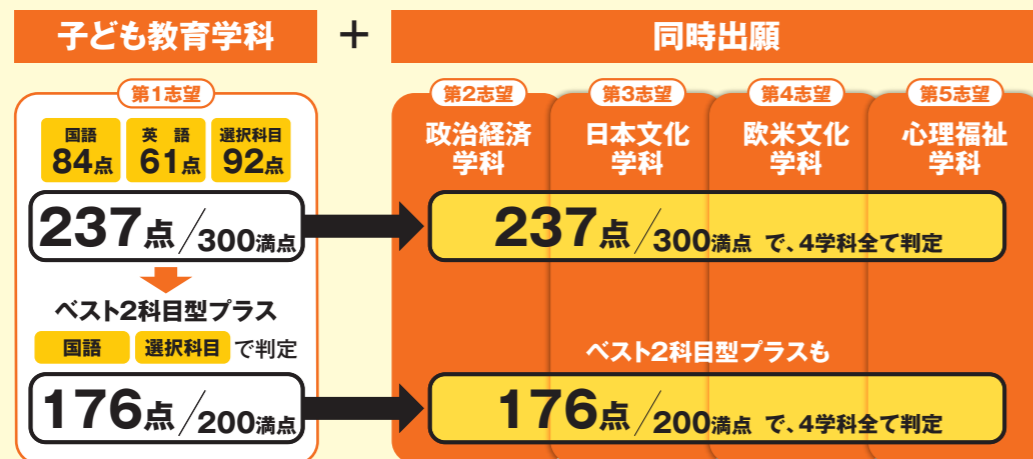 子ども教育学科 + 同時出願
第1志望
国語 英語 選択科目
84点 61点 92点
237点/300満点
ベスト2科目型プラス
国語 選択科目 で判定
176点/200満点
第2志望 第3志望 第4志望 第5志望
政治経済 日本文化 欧米文化 心理福祉
学科 学科 学科 学科
237点/300満点 で、4学科全て判定
ベスト2科目型プラスも
176点/200満点 で、4学科全て判定